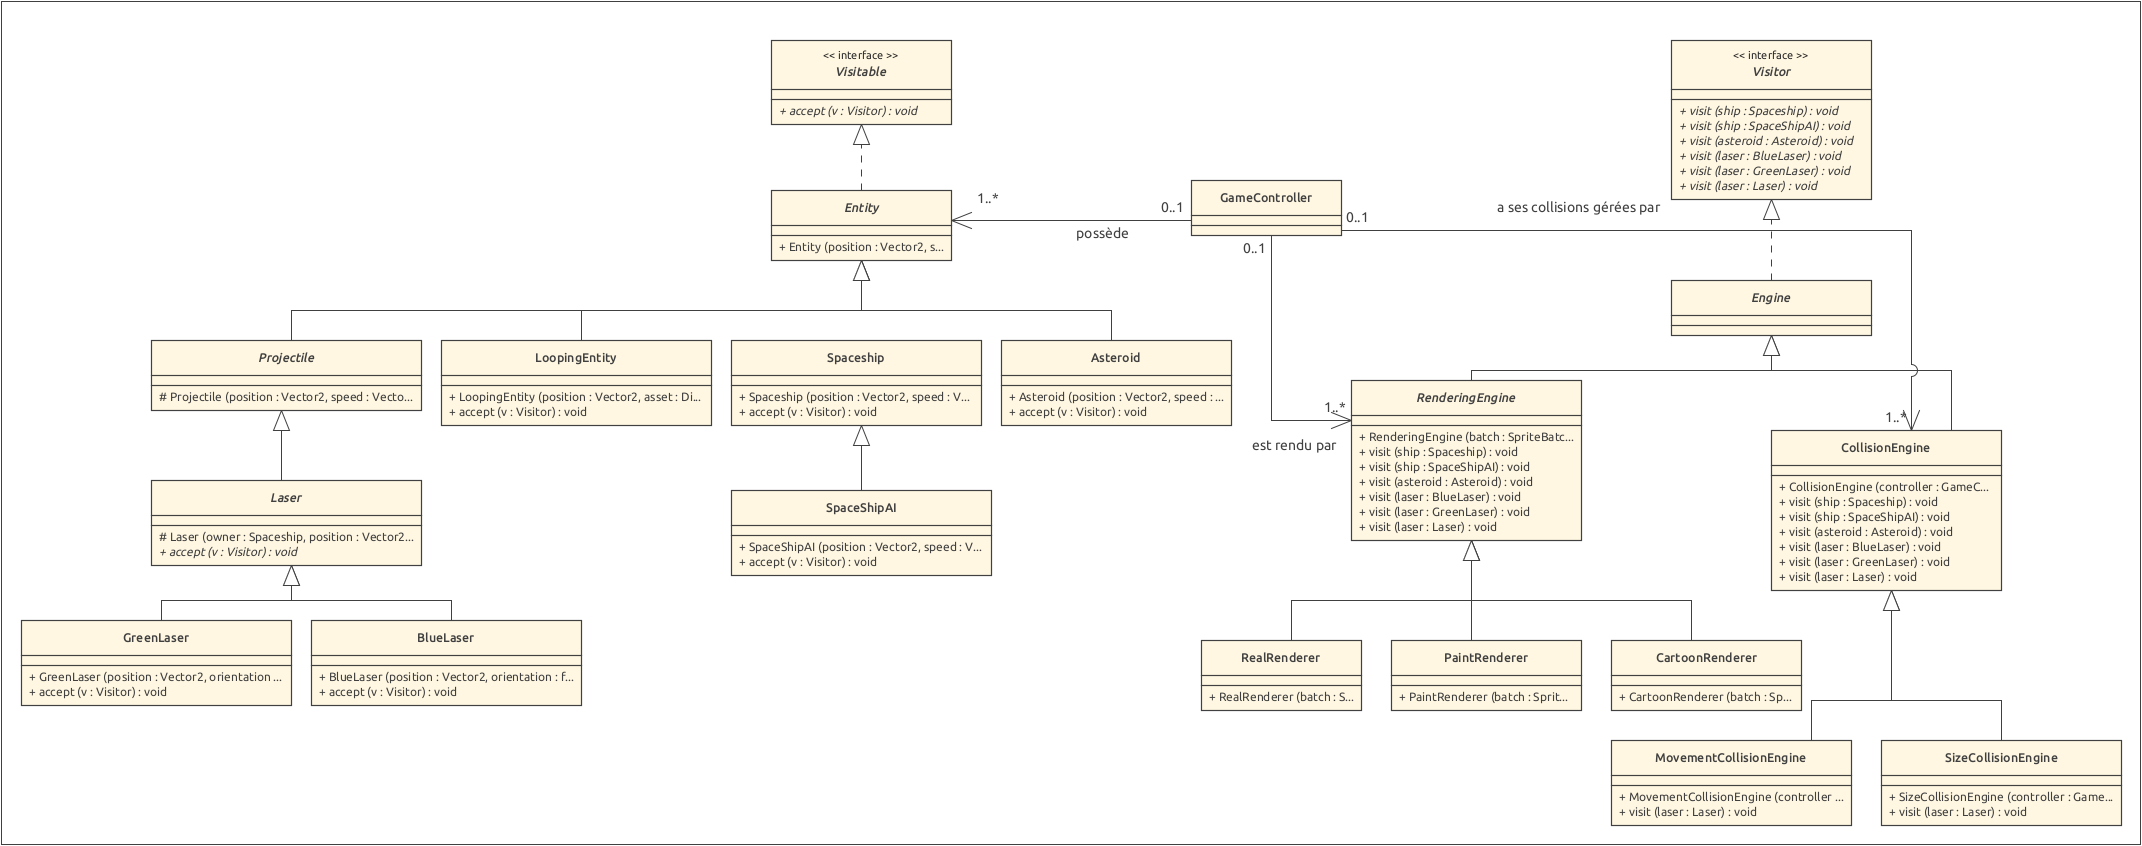 << interface >>
Visitable
+ accept (v : Visitor) : void
<< interface >>
Visitor
+ visit (ship : Spaceship) : void
+ visit (ship : SpaceShipAI) : void
+ visit (asteroid : Asteroid) : void
+ visit (laser : BlueLaser) : void
+ visit (laser : GreenLaser) : void
+ visit (laser : Laser) : void
Entity
+ Entity (position : Vector2, s...
1..*
possède
0..1
GameController
0..1
0..1
a ses collisions gérées par
Engine
Projectile
# Projectile (position : Vector2, speed : Vecto...
LoopingEntity
+ LoopingEntity (position : Vector2, asset : Di...
+ accept (v : Visitor) : void
Spaceship
+ Spaceship (position : Vector2, speed : V...
+ accept (v : Visitor) : void
Asteroid
+ Asteroid (position : Vector2, speed : ...
+ accept (v : Visitor) : void
1..*
est rendu par
RenderingEngine
+ RenderingEngine (batch : SpriteBatc...
+ visit (ship : Spaceship) : void
+ visit (ship : SpaceShipAI) : void
+ visit (asteroid : Asteroid) : void
+ visit (laser : BlueLaser) : void
+ visit (laser : GreenLaser) : void
+ visit (laser : Laser) : void
1..*
CollisionEngine
+ CollisionEngine (controller : GameC...
+ visit (ship : Spaceship) : void
+ visit (ship : SpaceShipAI) : void
+ visit (asteroid : Asteroid) : void
+ visit (laser : BlueLaser) : void
+ visit (laser : GreenLaser) : void
+ visit (laser : Laser) : void
Laser
# Laser (owner : Spaceship, position : Vector2...
+ accept (v : Visitor) : void
SpaceShipAI
+ SpaceShipAI (position : Vector2, speed : V...
+ accept (v : Visitor) : void
GreenLaser
+ GreenLaser (position : Vector2, orientation ...
+ accept (v : Visitor) : void
BlueLaser
+ BlueLaser (position : Vector2, orientation : f...
+ accept (v : Visitor) : void
RealRenderer
+ RealRenderer (batch : S...
PaintRenderer
+ PaintRenderer (batch : Sprit...
CartoonRenderer
+ CartoonRenderer (batch : Sp...
MovementCollisionEngine
+ MovementCollisionEngine (controller ...
+ visit (laser : Laser) : void
SizeCollisionEngine
+ SizeCollisionEngine (controller : Game...
+ visit (laser : Laser) : void